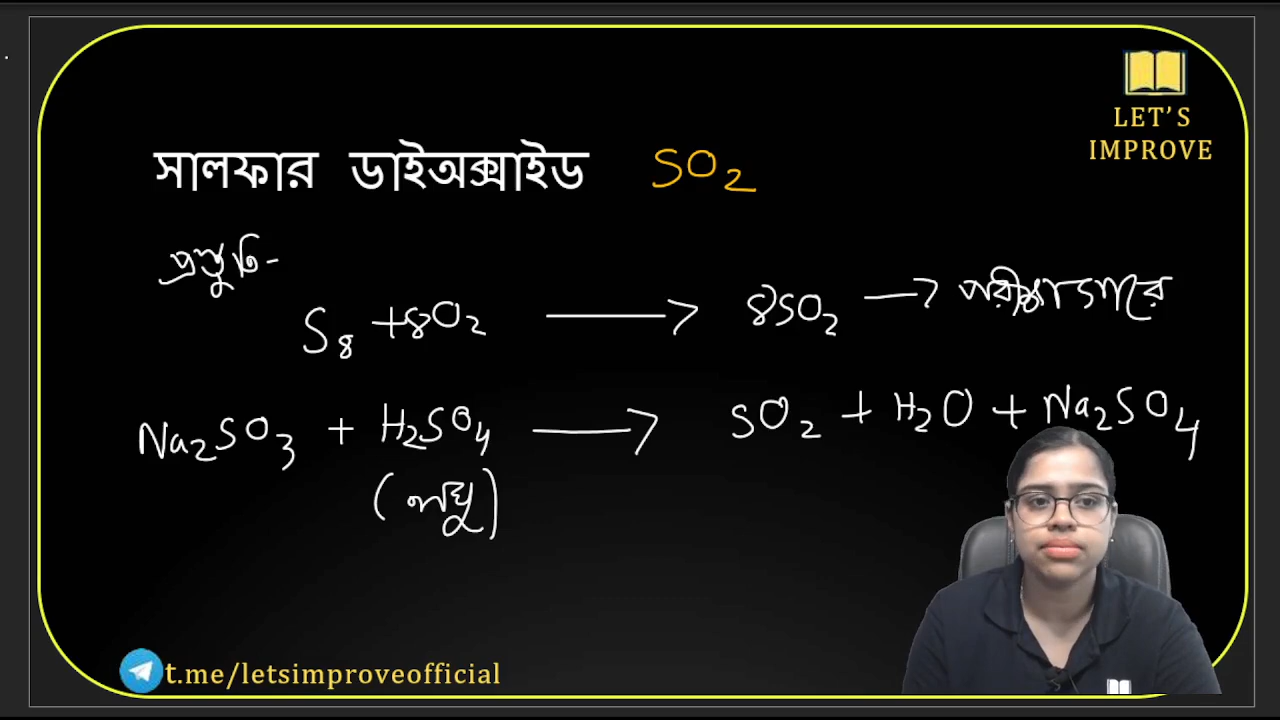 LET'S
IMPROVE
সালফার ডাইঅক্সাইড SO₂
প্রস্তুতি-
S₈ + 8O₂ ⟶ 8SO₂ → পরীক্ষাগারে
Na₂SO₃ + H₂SO₄ ⟶ SO₂ + H₂O + Na₂SO₄
(লঘু)
t.me/letsimproveofficial